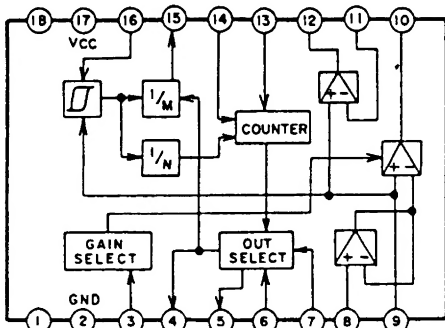 18 17 16 15 14 13 12 11 10
VCC
1/M
+ -
COUNTER
1/N
+ -
GAIN SELECT
OUT SELECT
+ -
GND
1 2 3 4 5 6 7 8 9